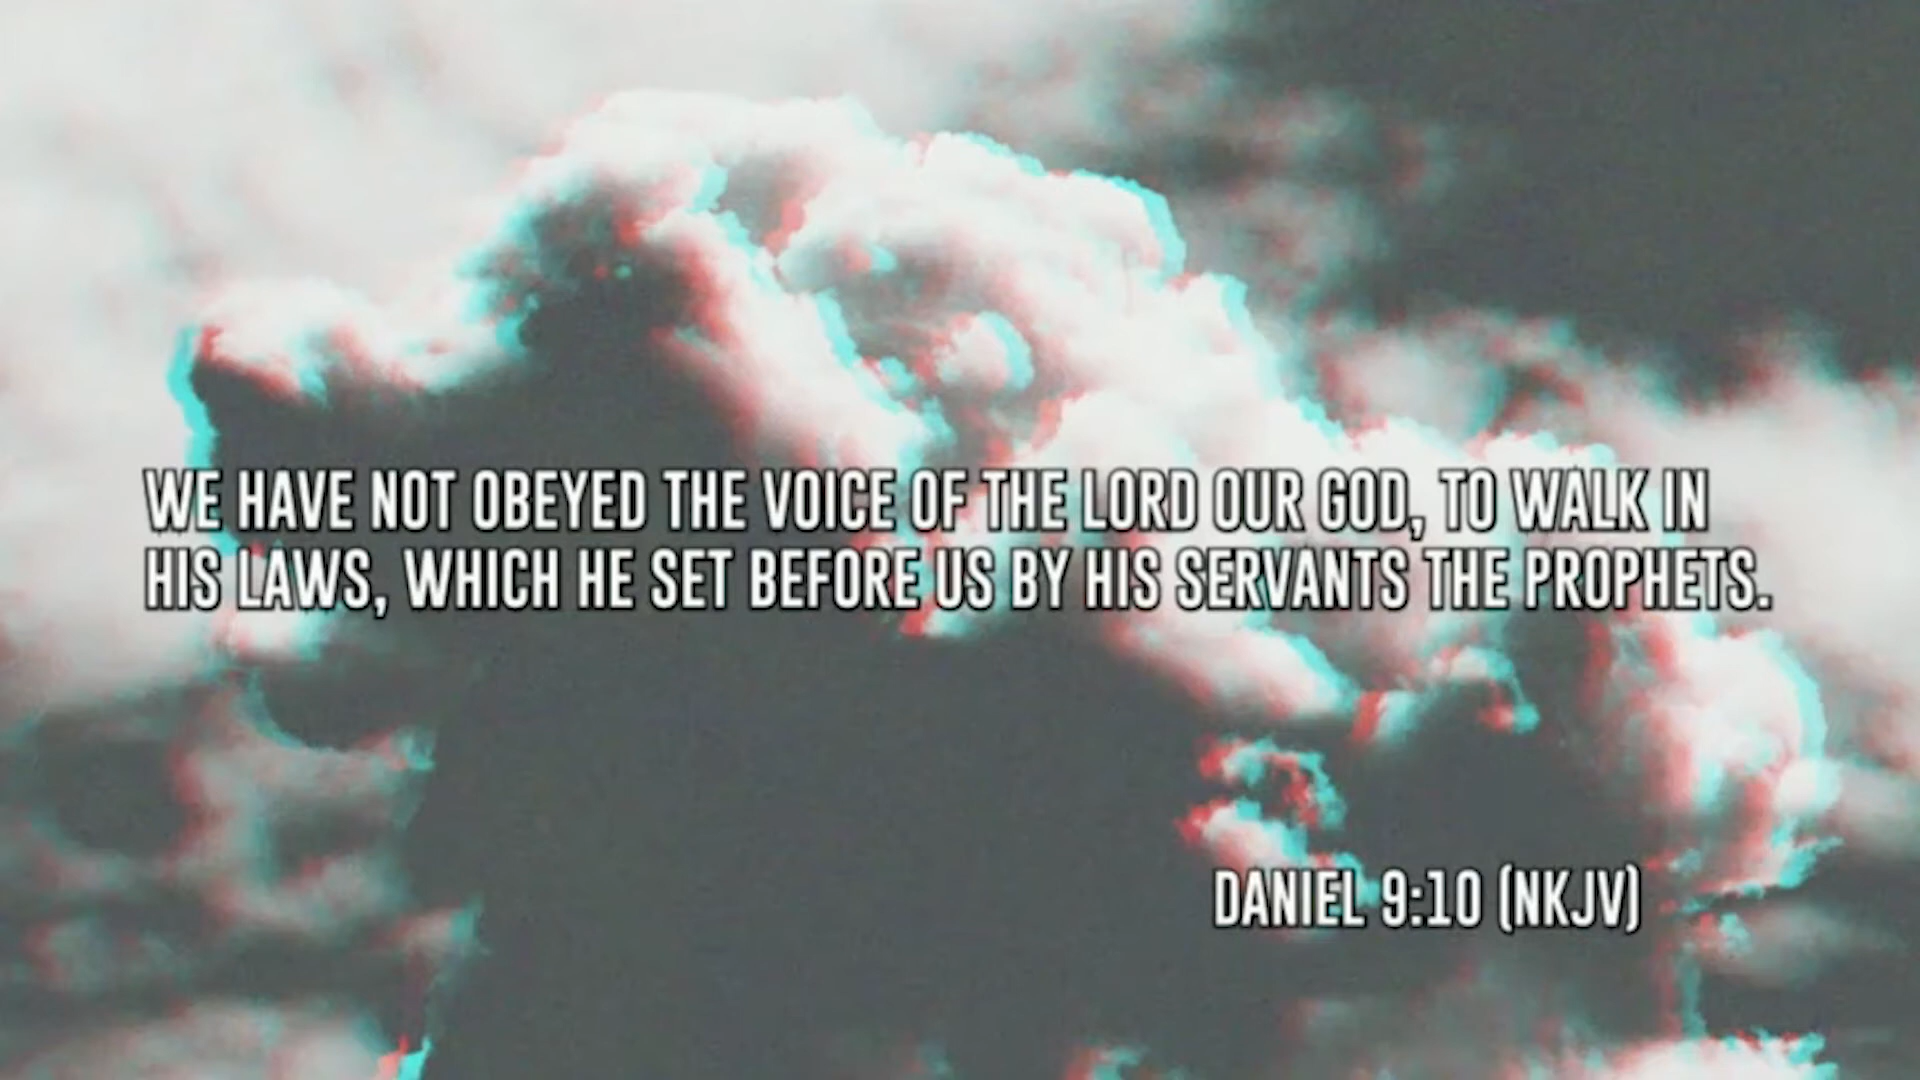 WE HAVE NOT OBEYED THE VOICE OF THE LORD OUR GOD, TO WALK IN
HIS LAWS, WHICH HE SET BEFORE US BY HIS SERVANTS THE PROPHETS.
DANIEL 9:10 (NKJV)